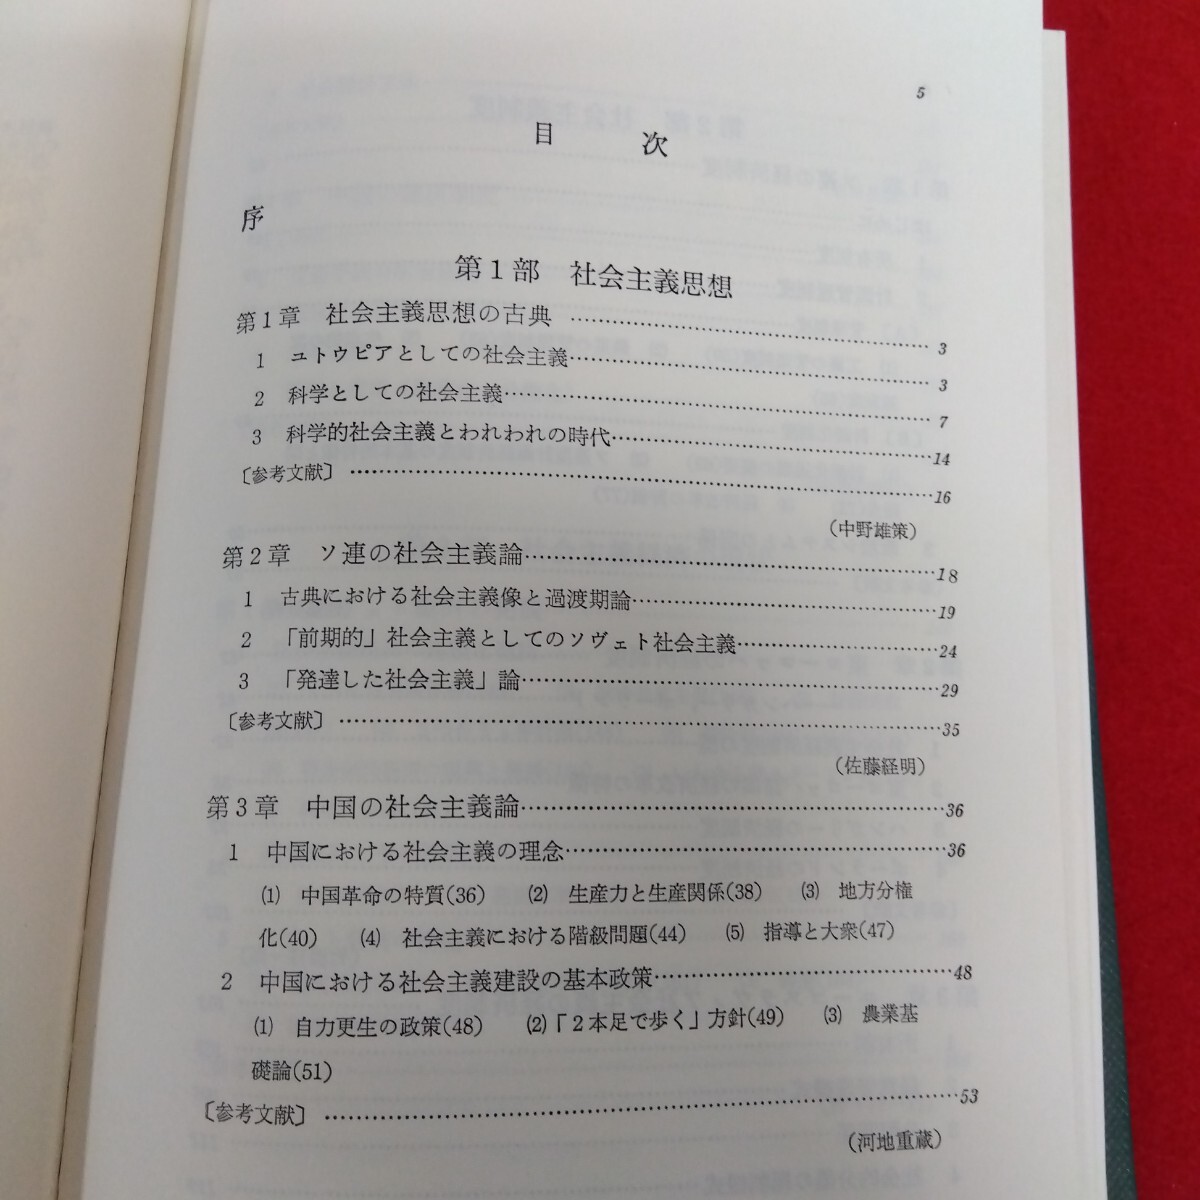 5
目 次
序
第1部 社会主義思想
第1章 社会主義思想の古典 …… 3
1 ユトウピアとしての社会主義 …… 3
2 科学としての社会主義 …… 7
3 科学的社会主義とわれわれの時代 …… 14
〔参考文献〕 …… 16
(中野雄策)
第2章 ソ連の社会主義論 …… 18
1 古典における社会主義像と過渡期論 …… 19
2 「前期的」社会主義としてのソヴェト社会主義 …… 24
3 「発達した社会主義」論 …… 29
〔参考文献〕 …… 35
(佐藤経明)
第3章 中国の社会主義論 …… 36
1 中国における社会主義の理念 …… 36
(1) 中国革命の特質(36) (2) 生産力と生産関係(38) (3) 地方分権
化(40) (4) 社会主義における階級問題(44) (5) 指導と大衆(47)
2 中国における社会主義建設の基本政策 …… 48
(1) 自力更生の政策(48) (2)「2本足で歩く」方針(49) (3) 農業基
礎論(51)
〔参考文献〕 …… 53
(河地重蔵)